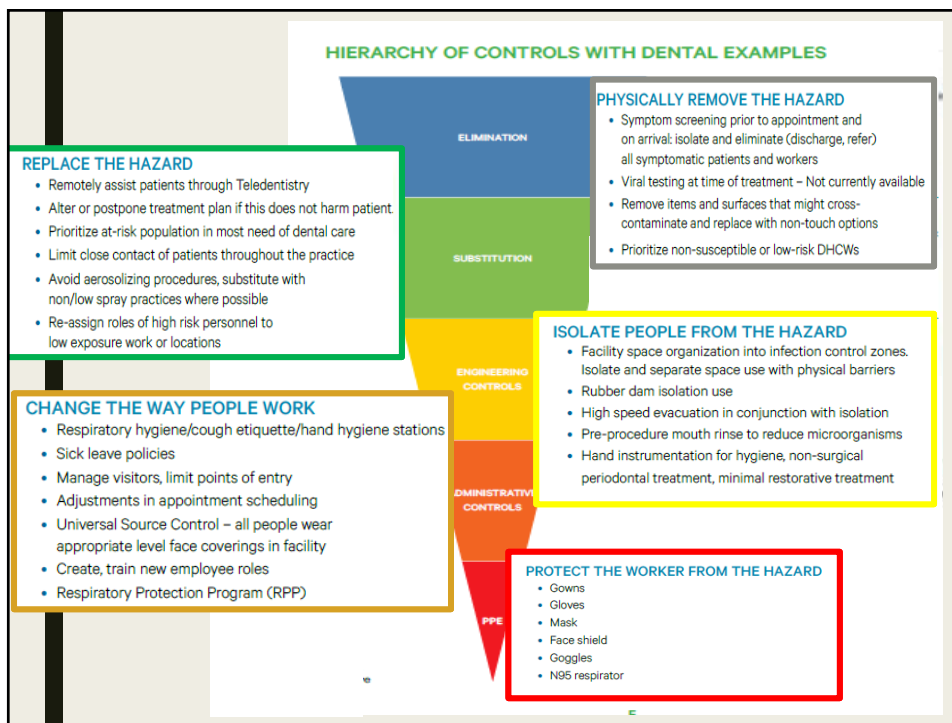 HIERARCHY OF CONTROLS WITH DENTAL EXAMPLES
ELIMINATION
PHYSICALLY REMOVE THE HAZARD
• Symptom screening prior to appointment and
on arrival: isolate and eliminate (discharge, refer)
all symptomatic patients and workers
• Viral testing at time of treatment – Not currently available
• Remove items and surfaces that might cross-
contaminate and replace with non-touch options
• Prioritize non-susceptible or low-risk DHCWs
REPLACE THE HAZARD
• Remotely assist patients through Teledentistry
• Alter or postpone treatment plan if this does not harm patient.
• Prioritize at-risk population in most need of dental care
• Limit close contact of patients throughout the practice
• Avoid aerosolizing procedures, substitute with
non/low spray practices where possible
• Re-assign roles of high risk personnel to
low exposure work or locations
SUBSTITUTION
ISOLATE PEOPLE FROM THE HAZARD
• Facility space organization into infection control zones.
Isolate and separate space use with physical barriers
• Rubber dam isolation use
• High speed evacuation in conjunction with isolation
• Pre-procedure mouth rinse to reduce microorganisms
• Hand instrumentation for hygiene, non-surgical
periodontal treatment, minimal restorative treatment
ENGINEERING
CONTROLS
CHANGE THE WAY PEOPLE WORK
• Respiratory hygiene/cough etiquette/hand hygiene stations
• Sick leave policies
• Manage visitors, limit points of entry
• Adjustments in appointment scheduling
• Universal Source Control – all people wear
appropriate level face coverings in facility
• Create, train new employee roles
• Respiratory Protection Program (RPP)
ADMINISTRATIVE
CONTROLS
PROTECT THE WORKER FROM THE HAZARD
• Gowns
• Gloves
• Mask
• Face shield
• Goggles
• N95 respirator
PPE